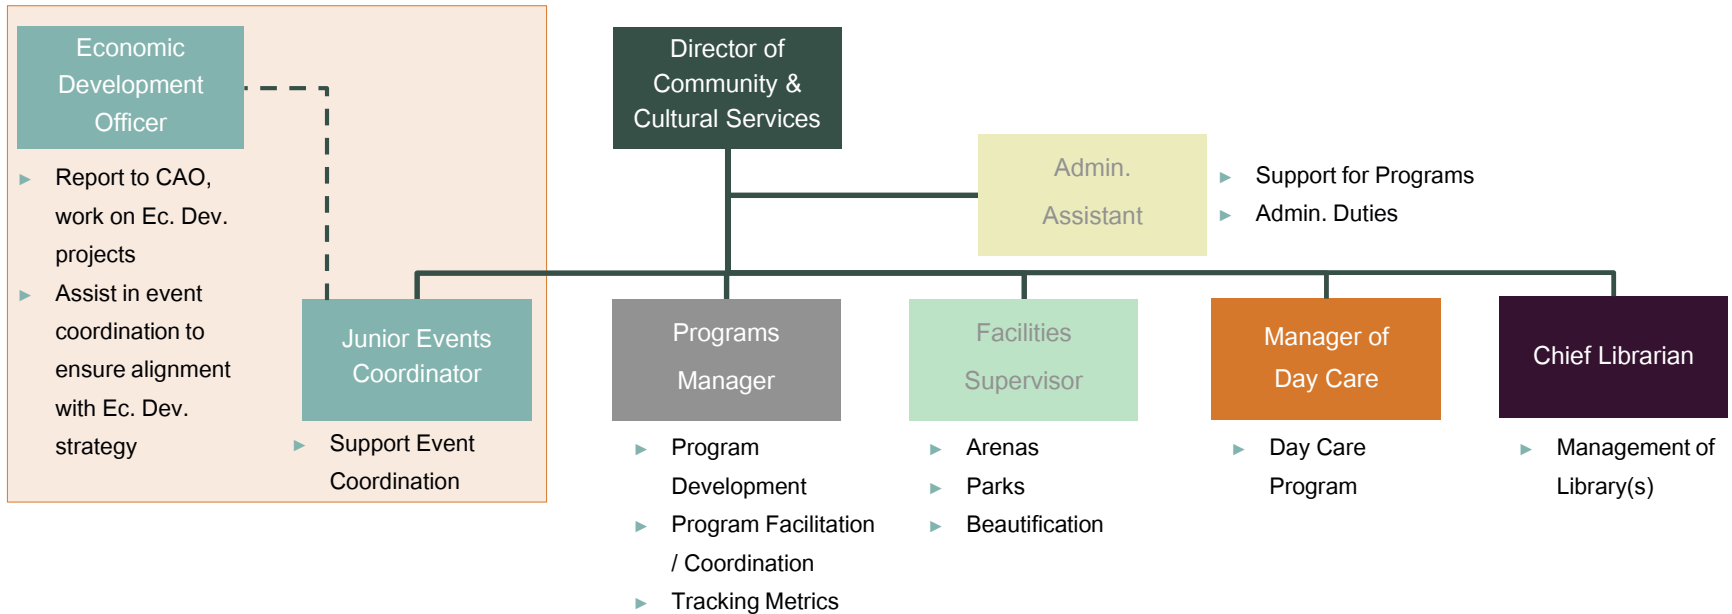 Economic
Development
Officer
► Report to CAO,
work on Ec. Dev.
projects
► Assist in event
coordination to
ensure alignment
with Ec. Dev.
strategy
Director of
Community &
Cultural Services
Admin.
Assistant
► Support for Programs
► Admin. Duties
Junior Events
Coordinator
► Support Event
Coordination
Programs
Manager
► Program
Development
► Program Facilitation
/ Coordination
► Tracking Metrics
Facilities
Supervisor
► Arenas
► Parks
► Beautification
Manager of
Day Care
► Day Care
Program
Chief Librarian
► Management of
Library(s)